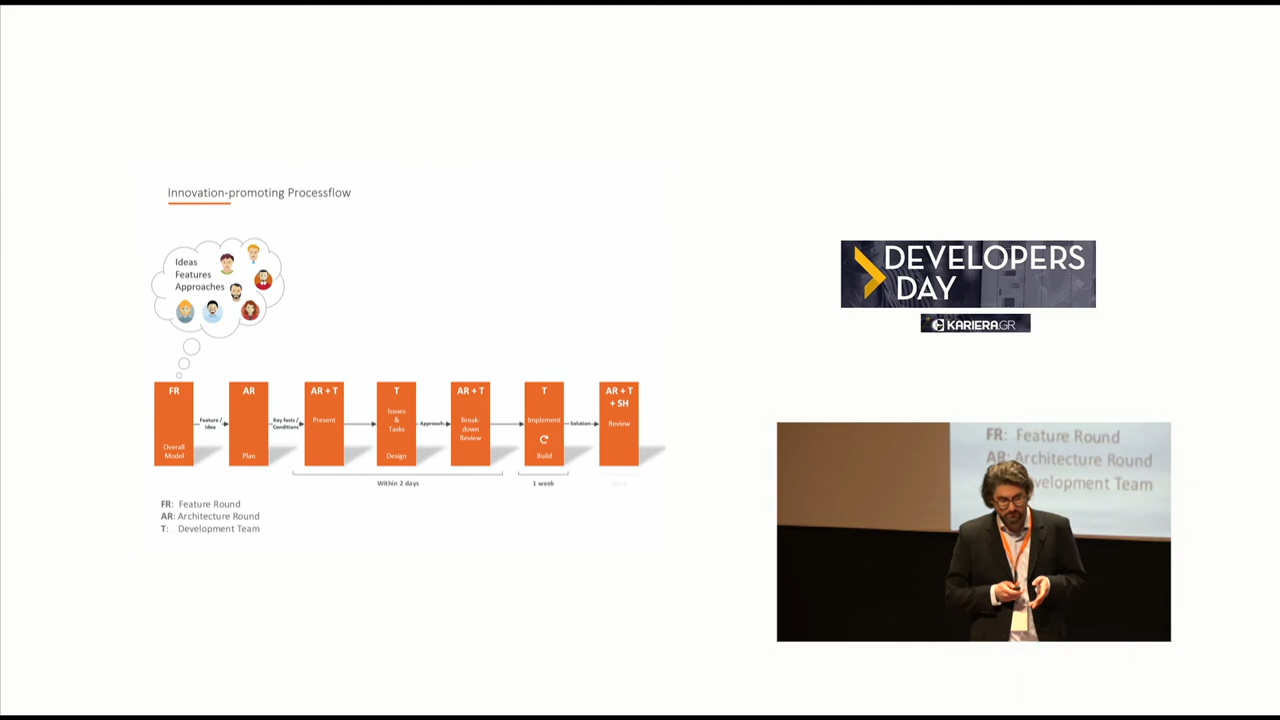 Innovation-promoting Processflow
Ideas
Features
Approaches
FR
Overall
Model
Feature /
Idea
AR
Plan
Key facts /
Conditions
AR + T
Present
T
Issues
&
Tasks
Design
Approach
AR + T
Break-
down
Review
T
Implement
Build
Solution
AR + T
+ SH
Review
Within 2 days
1 week
FR: Feature Round
AR: Architecture Round
T: Development Team
DEVELOPERS
DAY
KARIERA.GR
FR: Feature Round
AR: Architecture Round
velopment Team